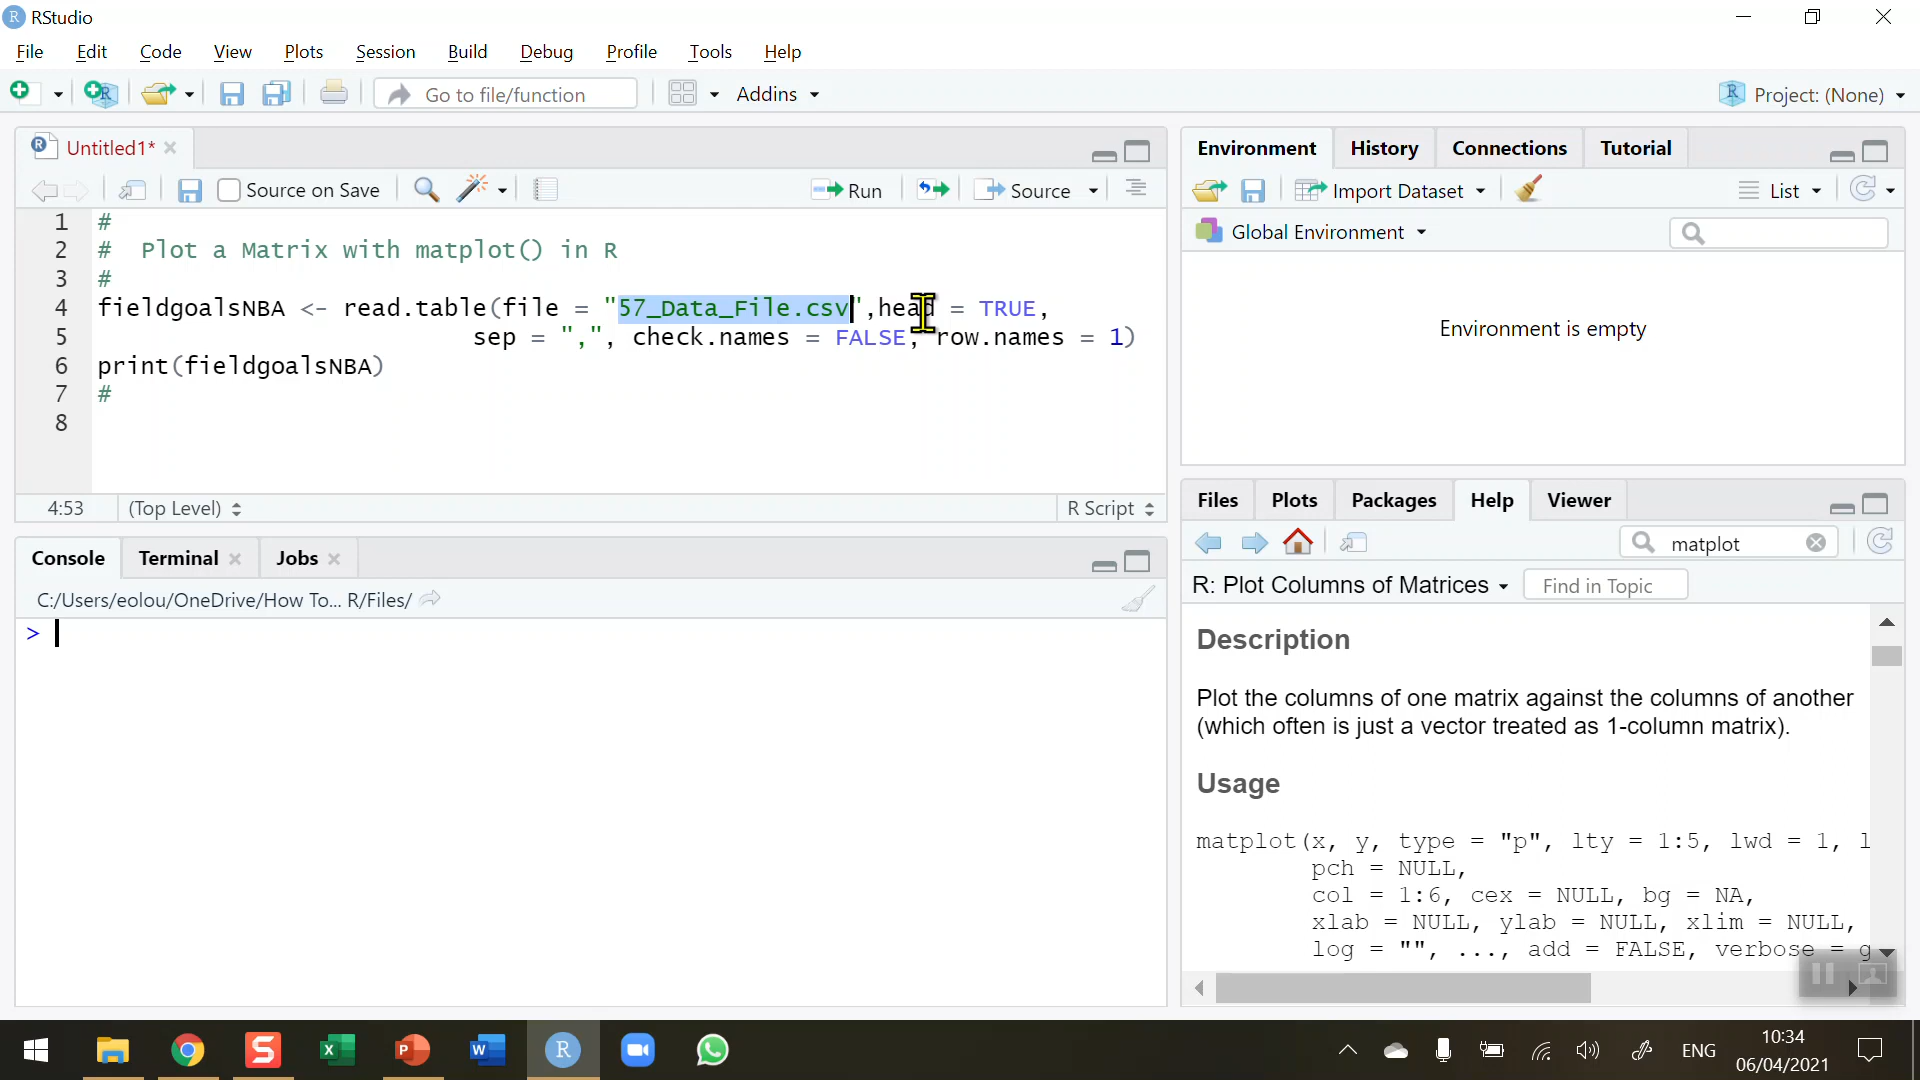 RStudio
File Edit Code View Plots Session Build Debug Profile Tools Help
Go to file/function Addins Project: (None)
Untitled1*
Source on Save Run Source
1 #
2 # Plot a Matrix with matplot() in R
3 #
4 fieldgoalsNBA <- read.table(file = "57_Data_File.csv",head = TRUE,
5 sep = ",", check.names = FALSE, row.names = 1)
6 print(fieldgoalsNBA)
7 #
8
4:53 (Top Level) R Script
Console Terminal Jobs
C:/Users/eolou/OneDrive/How To... R/Files/
>
Environment History Connections Tutorial
Import Dataset List
Global Environment
Environment is empty
Files Plots Packages Help Viewer
matplot
R: Plot Columns of Matrices Find in Topic
Description
Plot the columns of one matrix against the columns of another
(which often is just a vector treated as 1-column matrix).
Usage
matplot(x, y, type = "p", lty = 1:5, lwd = 1, l
pch = NULL,
col = 1:6, cex = NULL, bg = NA,
xlab = NULL, ylab = NULL, xlim = NULL,
log = "", ..., add = FALSE, verbose = g
ENG
10:34
06/04/2021